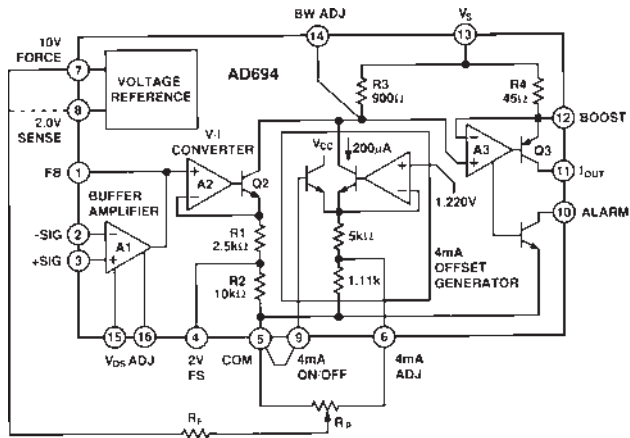 BW ADJ
VS
14
13
10V
FORCE
7
VOLTAGE
REFERENCE
AD694
R3
900Ω
R4
45Ω
8
2.0V
SENSE
12
BOOST
V-I
CONVERTER
VCC
200μA
A3
Q3
FB
1
A2
Q2
1.220V
11
IOUT
BUFFER
AMPLIFIER
10
ALARM
-SIG
2
A1
R1
2.5kΩ
5kΩ
4mA
OFFSET
GENERATOR
+SIG
3
R2
10kΩ
1.11k
15
16
4
5
9
6
VOS ADJ
2V
FS
COM
4mA
ON/OFF
4mA
ADJ
RF
RP